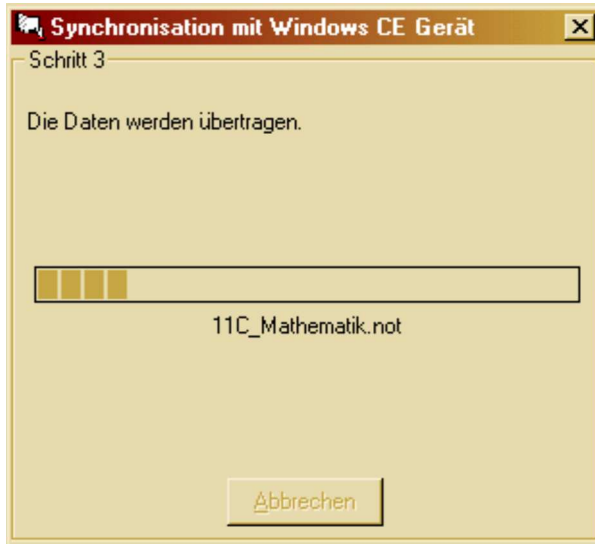 Synchronisation mit Windows CE Gerät
Schritt 3
Die Daten werden übertragen.
11C_Mathematik.not
Abbrechen